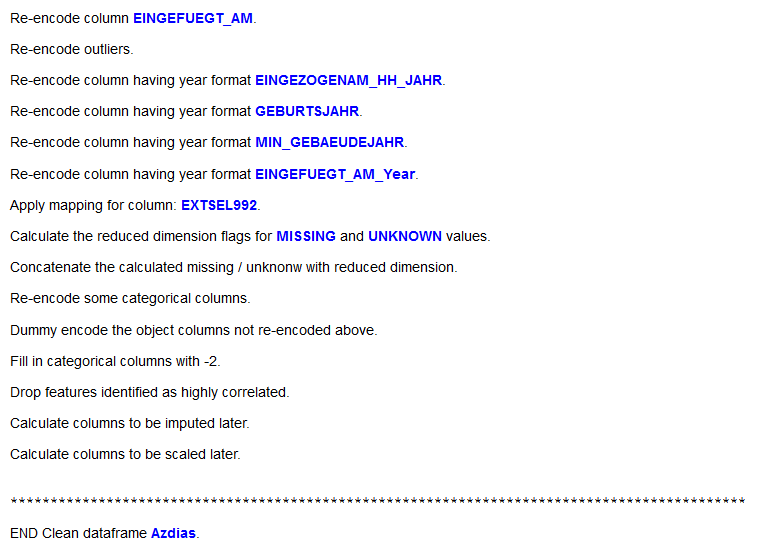 Re-encode column EINGEFUEGT_AM.
Re-encode outliers.
Re-encode column having year format EINGEZOGENAM_HH_JAHR.
Re-encode column having year format GEBURTSJAHR.
Re-encode column having year format MIN_GEBAEUDEJAHR.
Re-encode column having year format EINGEFUEGT_AM_Year.
Apply mapping for column: EXTSEL992.
Calculate the reduced dimension flags for MISSING and UNKNOWN values.
Concatenate the calculated missing / unknonw with reduced dimension.
Re-encode some categorical columns.
Dummy encode the object columns not re-encoded above.
Fill in categorical columns with -2.
Drop features identified as highly correlated.
Calculate columns to be imputed later.
Calculate columns to be scaled later.
********************************************************************************************
END Clean dataframe Azdias.